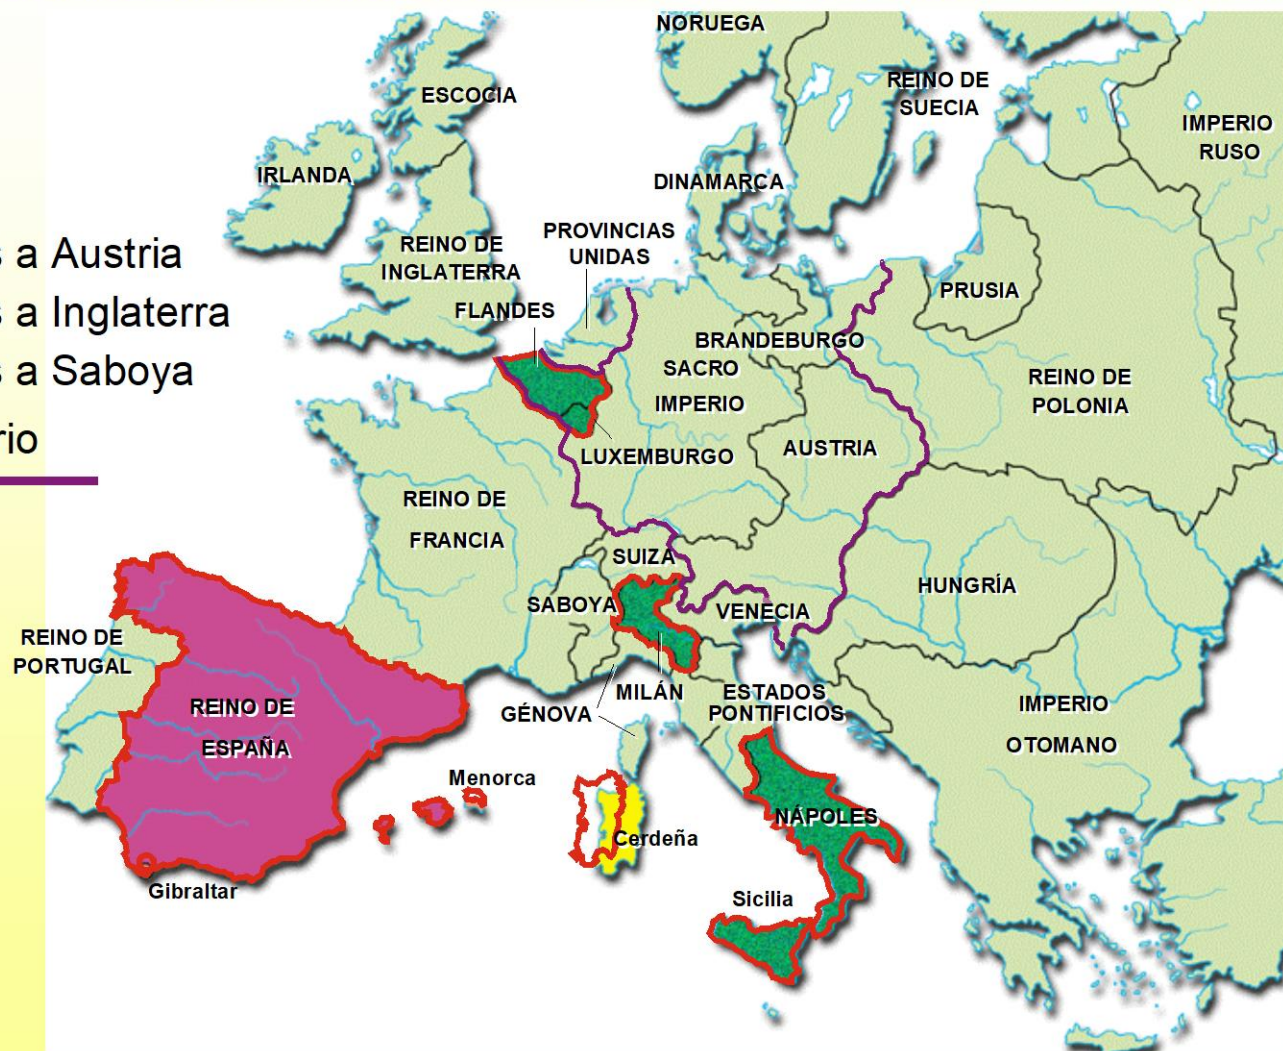 NORUEGA
REINO DE
SUECIA
ESCOCIA
IMPERIO
RUSO
IRLANDA
DINAMARCA
PROVINCIAS
UNIDAS
REINO DE
INGLATERRA
s a Austria
s a Inglaterra
s a Saboya
rio
FLANDES
PRUSIA
BRANDEBURGO
SACRO
IMPERIO
REINO DE
POLONIA
LUXEMBURGO
AUSTRIA
REINO DE
FRANCIA
SUIZA
SABOYA
VENECIA
HUNGRÍA
REINO DE
PORTUGAL
MILÁN
GÉNOVA
ESTADOS
PONTIFICIOS
REINO DE
ESPAÑA
IMPERIO
OTOMANO
Menorca
NÁPOLES
Cerdeña
Gibraltar
Sicilia